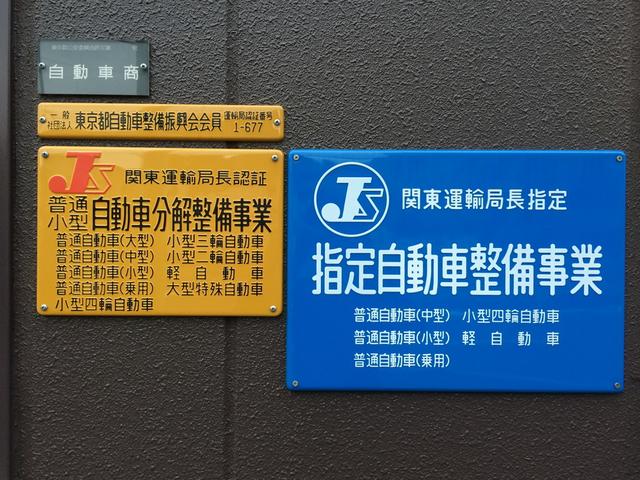 自動車商
一般社団法人 東京都自動車整備振興会会員 運輸局認証番号 1-677
JS 関東運輸局長認証
普通小型 自動車分解整備事業
普通自動車(大型) 小型三輪自動車
普通自動車(中型) 小型二輪自動車
普通自動車(小型) 軽自動車
普通自動車(乗用) 大型特殊自動車
小型四輪自動車
JS 関東運輸局長指定
指定自動車整備事業
普通自動車(中型) 小型四輪自動車
普通自動車(小型) 軽自動車
普通自動車(乗用)